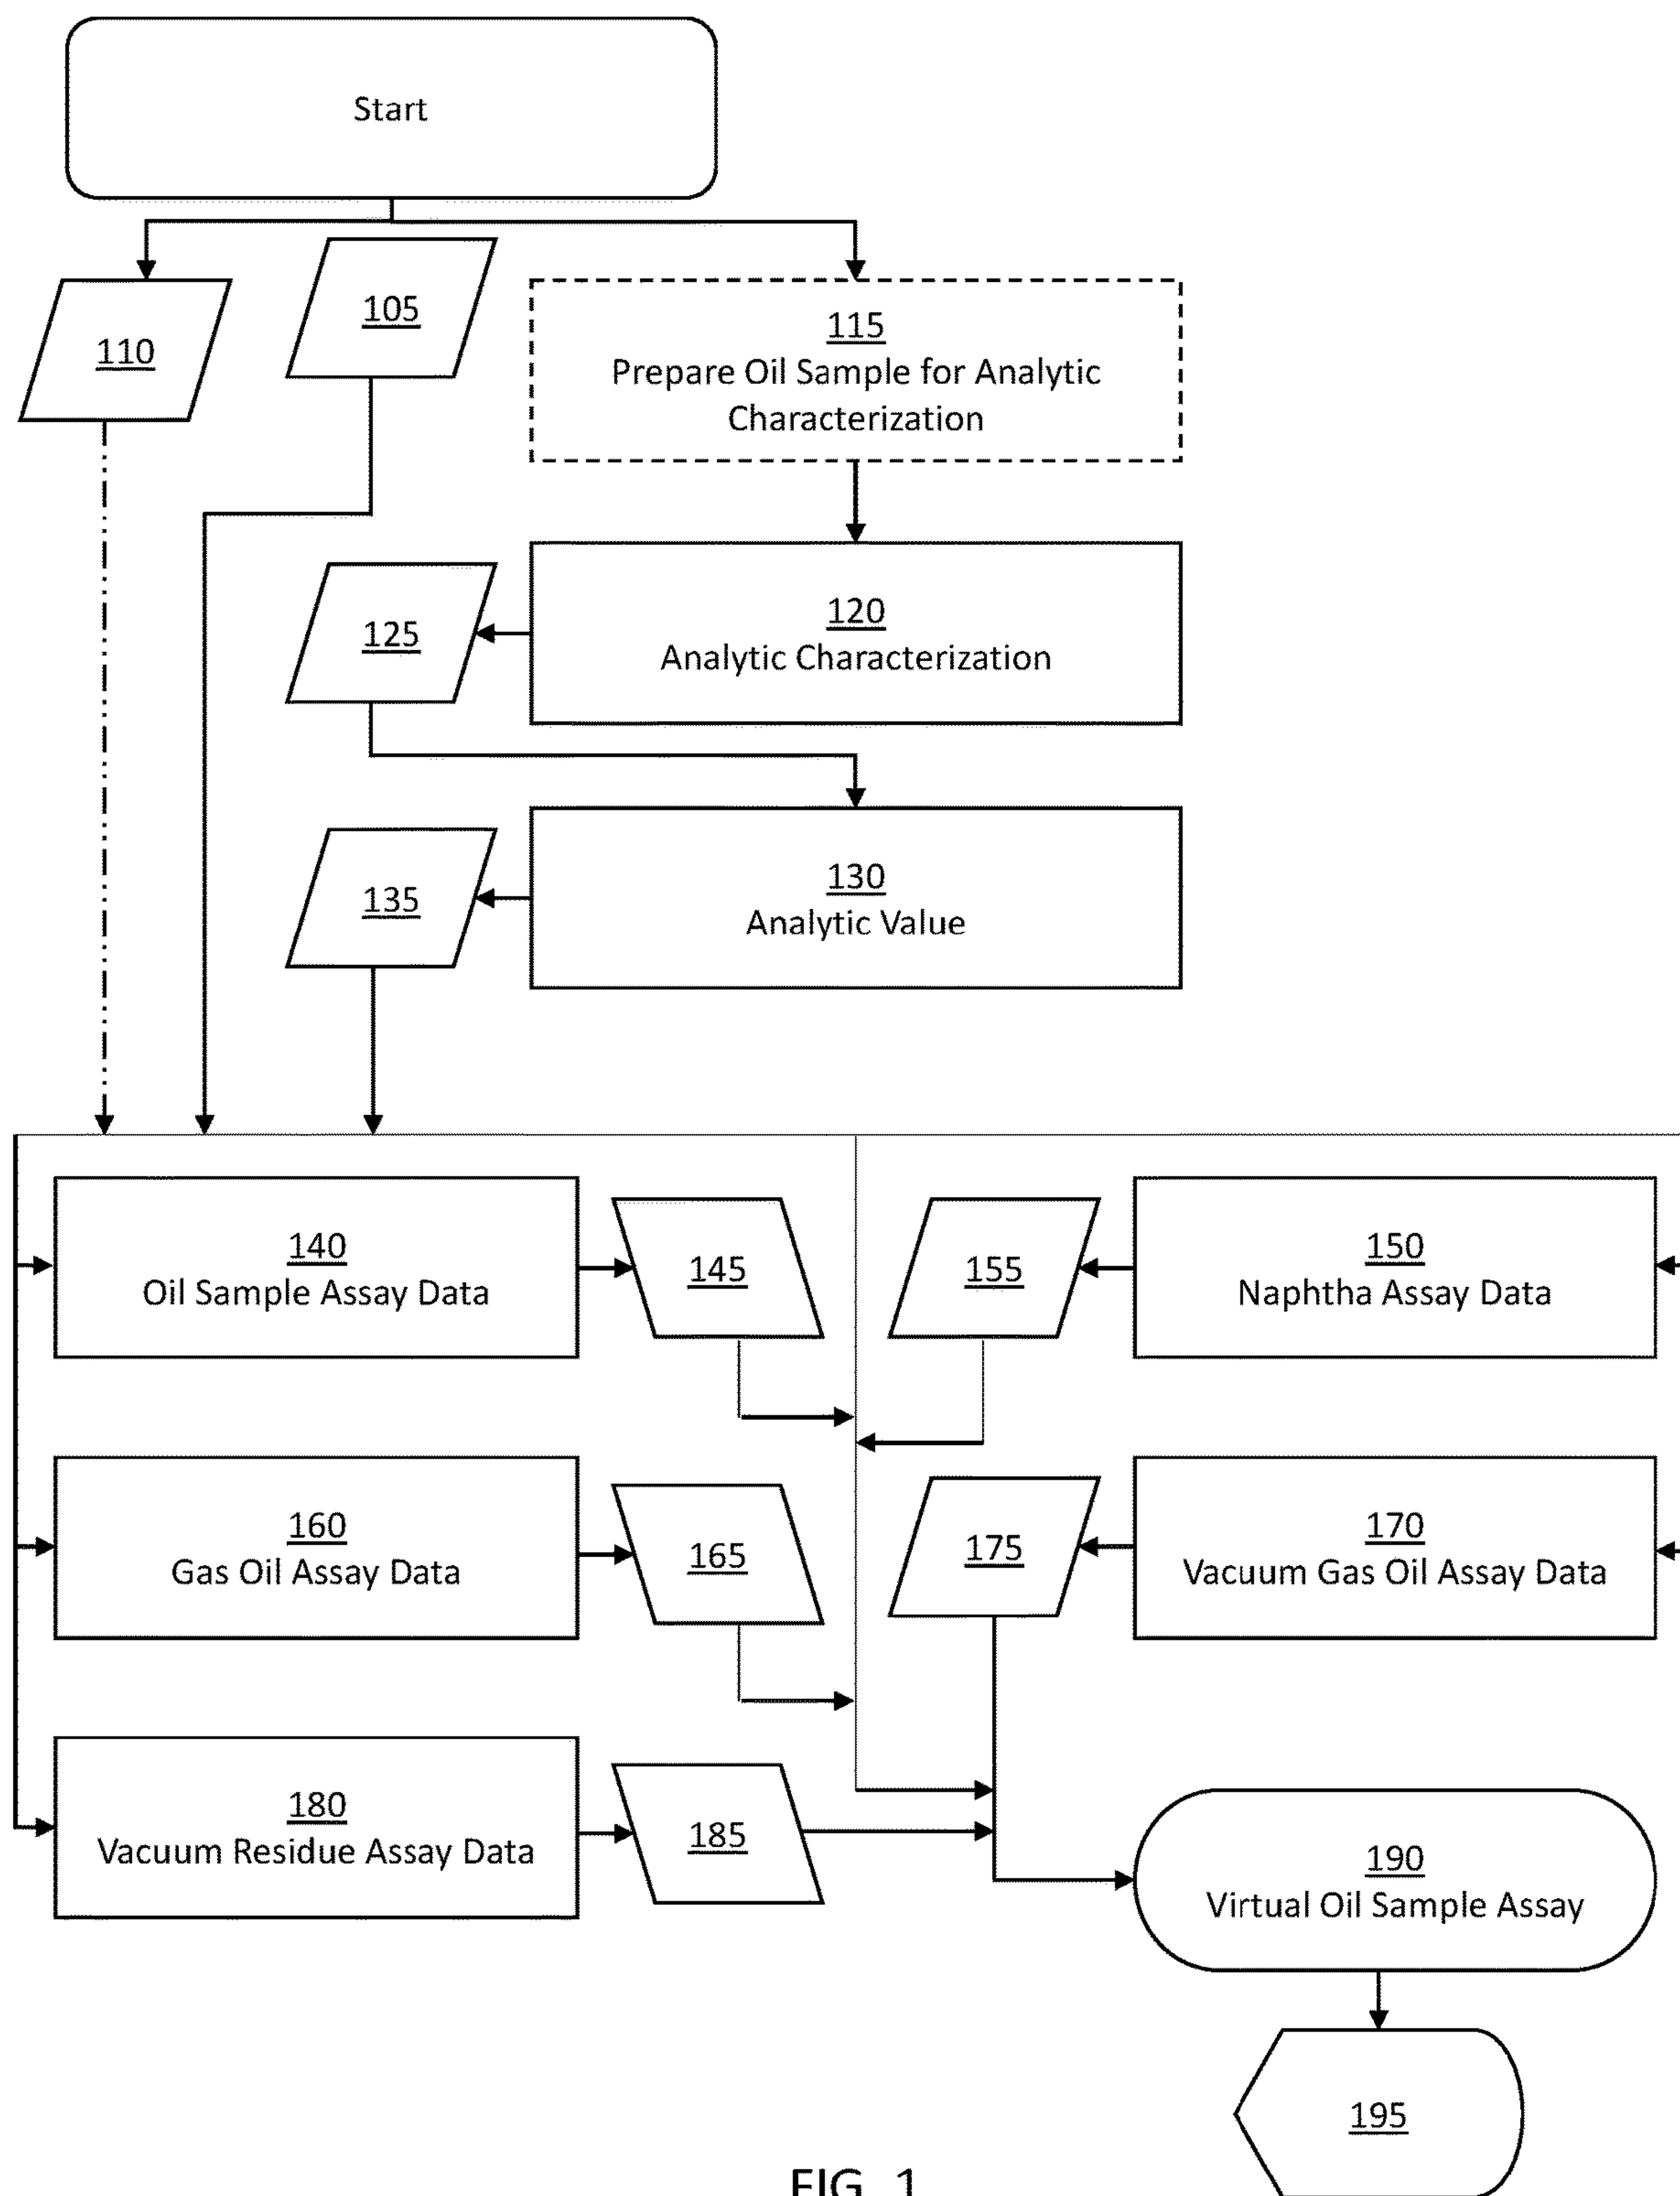 Start
110
105
115
Prepare Oil Sample for Analytic
Characterization
125
120
Analytic Characterization
135
130
Analytic Value
140
Oil Sample Assay Data
145
155
150
Naphtha Assay Data
160
Gas Oil Assay Data
165
175
170
Vacuum Gas Oil Assay Data
180
Vacuum Residue Assay Data
185
190
Virtual Oil Sample Assay
195
FIG. 1